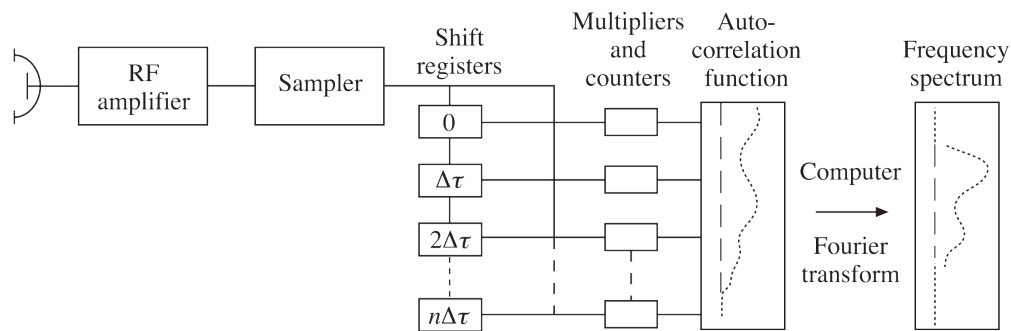 RF
amplifier
Sampler
Shift
registers
0
Δτ
2Δτ
nΔτ
Multipliers
and
counters
Auto-
correlation
function
Computer
Fourier
transform
Frequency
spectrum